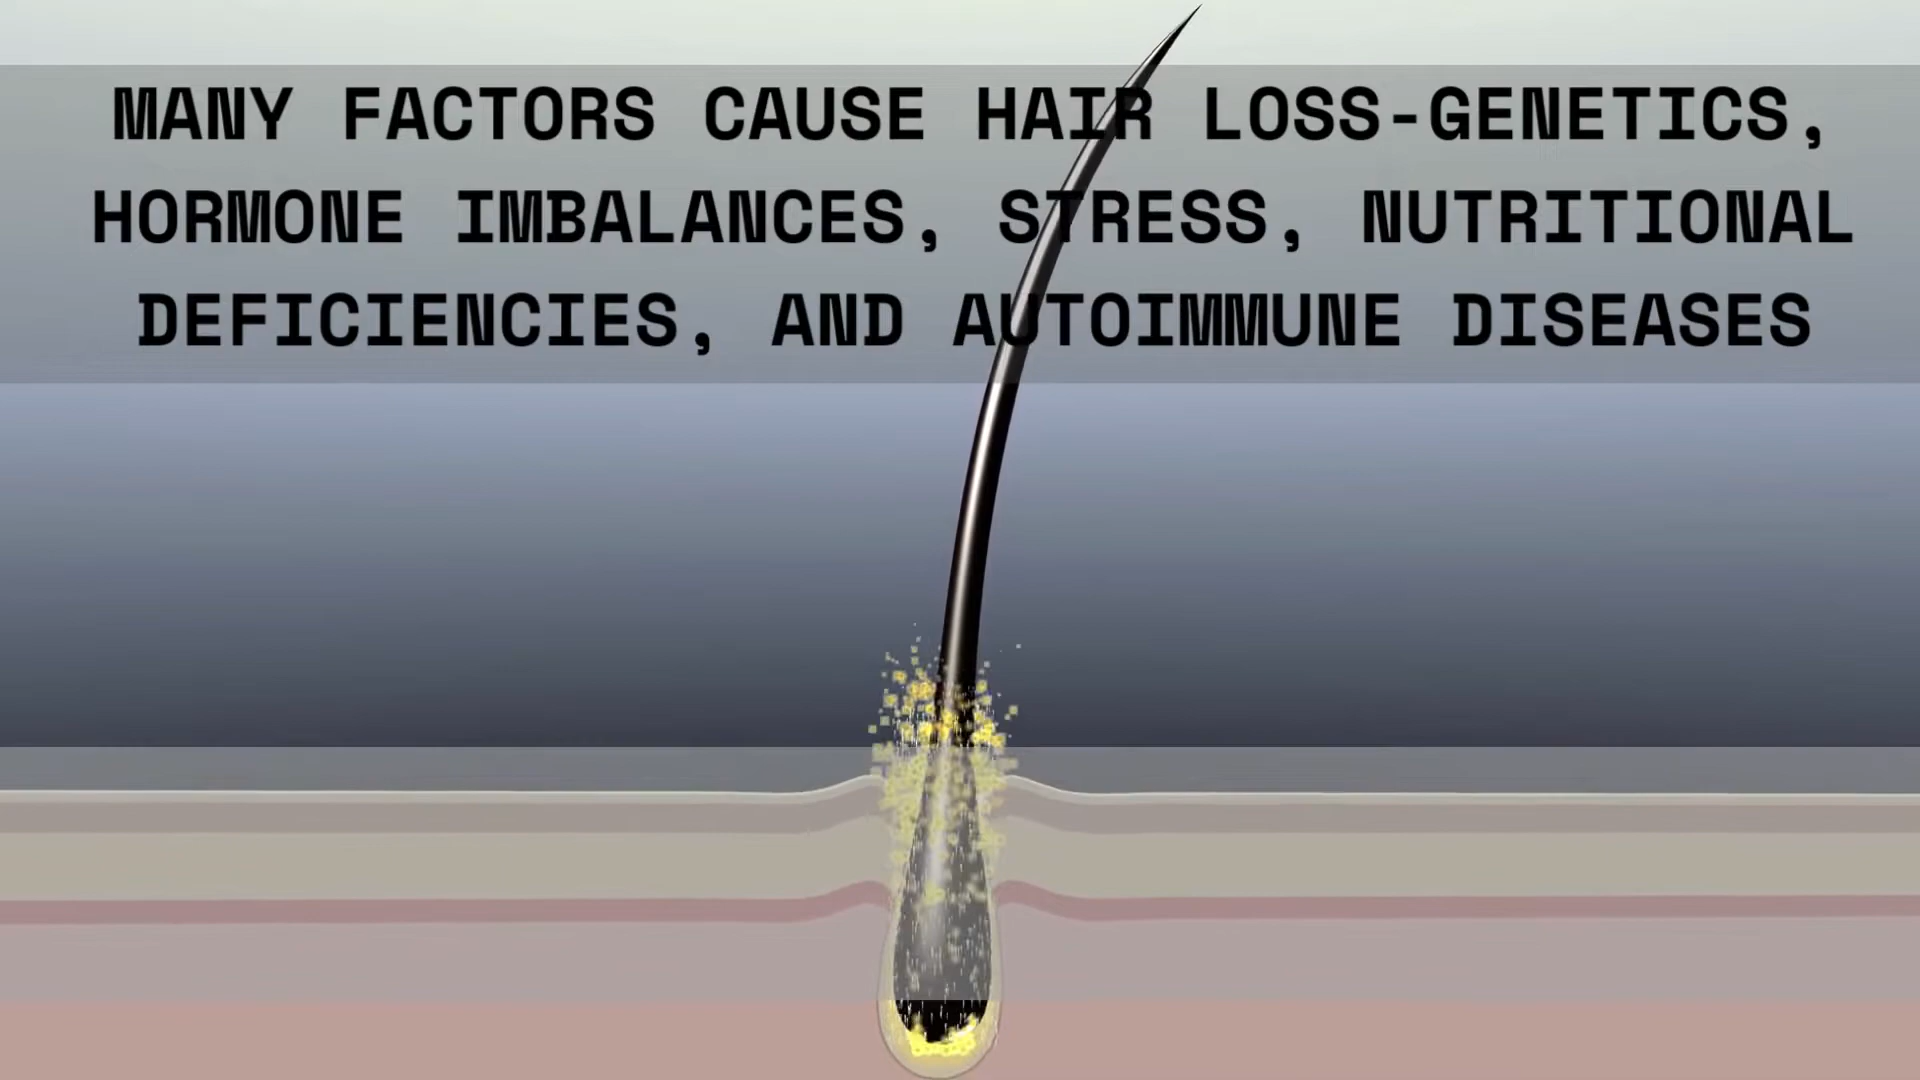 MANY FACTORS CAUSE HAIR LOSS-GENETICS,
HORMONE IMBALANCES, STRESS, NUTRITIONAL
DEFICIENCIES, AND AUTOIMMUNE DISEASES